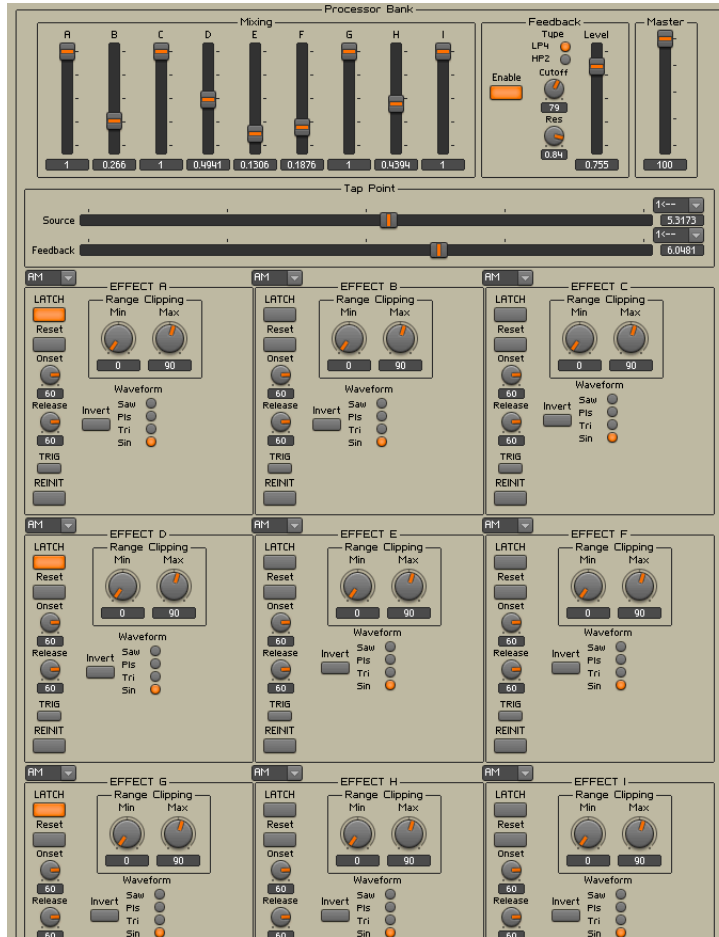 Processor Bank
Mixing
A B C D E F G H I
1 0.266 1 0.4941 0.1306 0.1876 1 0.4394 1
Feedback
Type Level
LP4
HP2
Enable
Cutoff
79
Res
0.84 0.755
Master
100
Tap Point
1<--
Source 5.3173
1<--
Feedback 6.0481
AM AM AM
EFFECT A EFFECT B EFFECT C
LATCH Range Clipping LATCH Range Clipping LATCH Range Clipping
Min Max Min Max Min Max
Reset Reset Reset
Onset 0 90 Onset 0 90 Onset 0 90
60 Waveform 60 Waveform 60 Waveform
Release Invert Saw Release Invert Saw Release Invert Saw
Pls Pls Pls
Tri Tri Tri
60 Sin 60 Sin 60 Sin
TRIG TRIG TRIG
REINIT REINIT REINIT
AM AM AM
EFFECT D EFFECT E EFFECT F
LATCH Range Clipping LATCH Range Clipping LATCH Range Clipping
Min Max Min Max Min Max
Reset Reset Reset
Onset 0 90 Onset 0 90 Onset 0 90
60 Waveform 60 Waveform 60 Waveform
Release Invert Saw Release Invert Saw Release Invert Saw
Pls Pls Pls
Tri Tri Tri
60 Sin 60 Sin 60 Sin
TRIG TRIG TRIG
REINIT REINIT REINIT
AM AM AM
EFFECT G EFFECT H EFFECT I
LATCH Range Clipping LATCH Range Clipping LATCH Range Clipping
Min Max Min Max Min Max
Reset Reset Reset
Onset 0 90 Onset 0 90 Onset 0 90
60 Waveform 60 Waveform 60 Waveform
Release Invert Saw Release Invert Saw Release Invert Saw
Pls Pls Pls
Tri Tri Tri
60 Sin 60 Sin 60 Sin